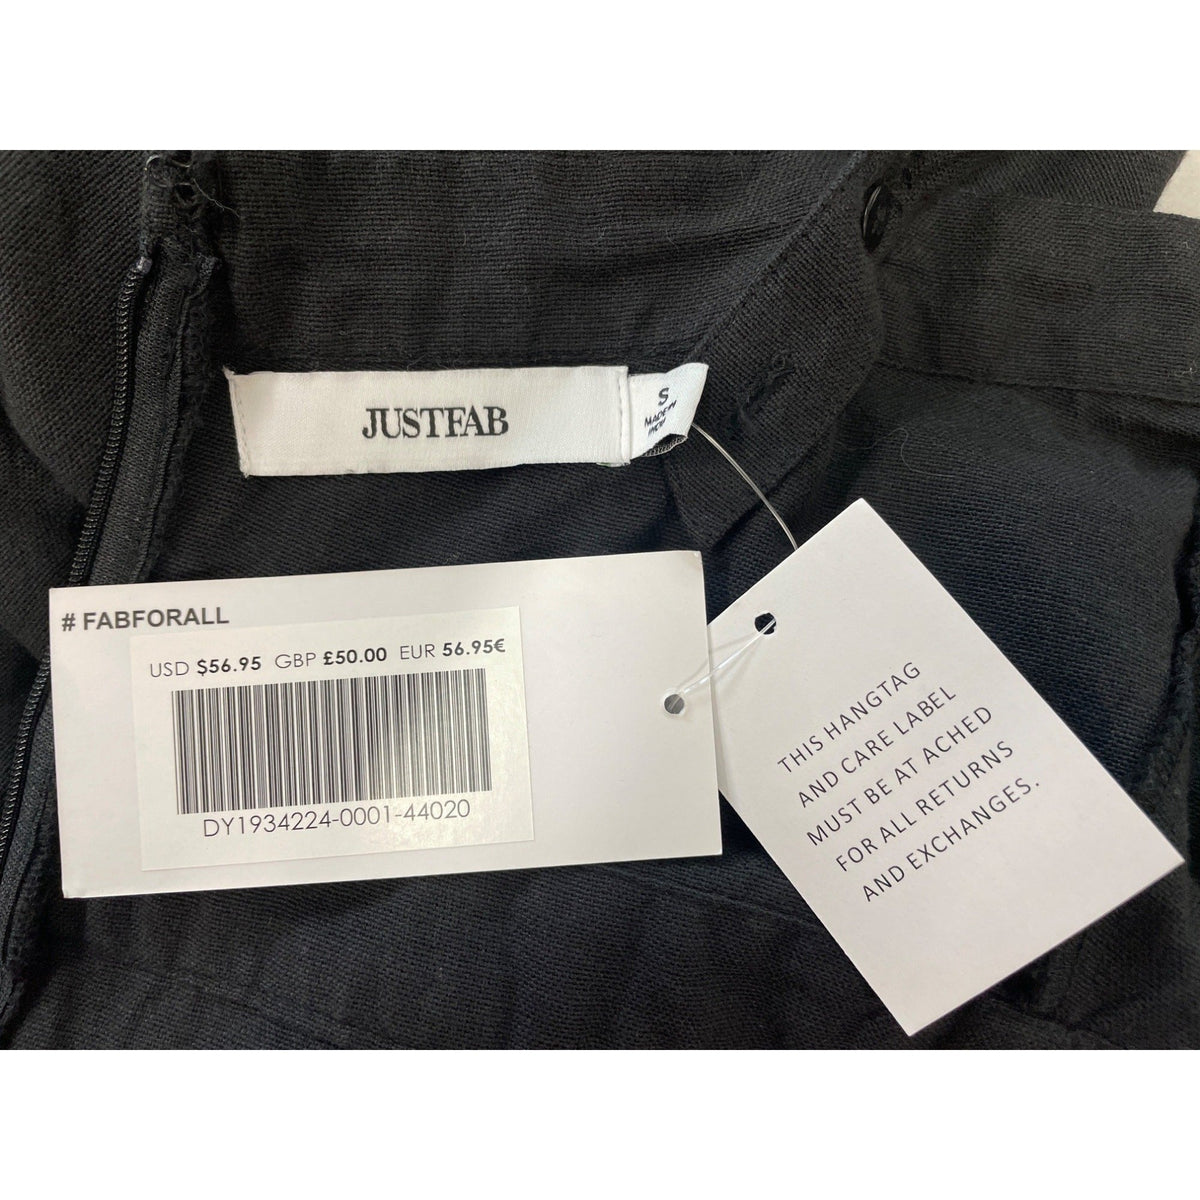 JUSTFAB
S
MADE IN
# FABFORALL
USD $56.95 GBP £50.00 EUR 56.95€
DY1934224-0001-44020
THIS HANGTAG
AND CARE LABEL
MUST BE AT ACHED
FOR ALL RETURNS
AND EXCHANGES.